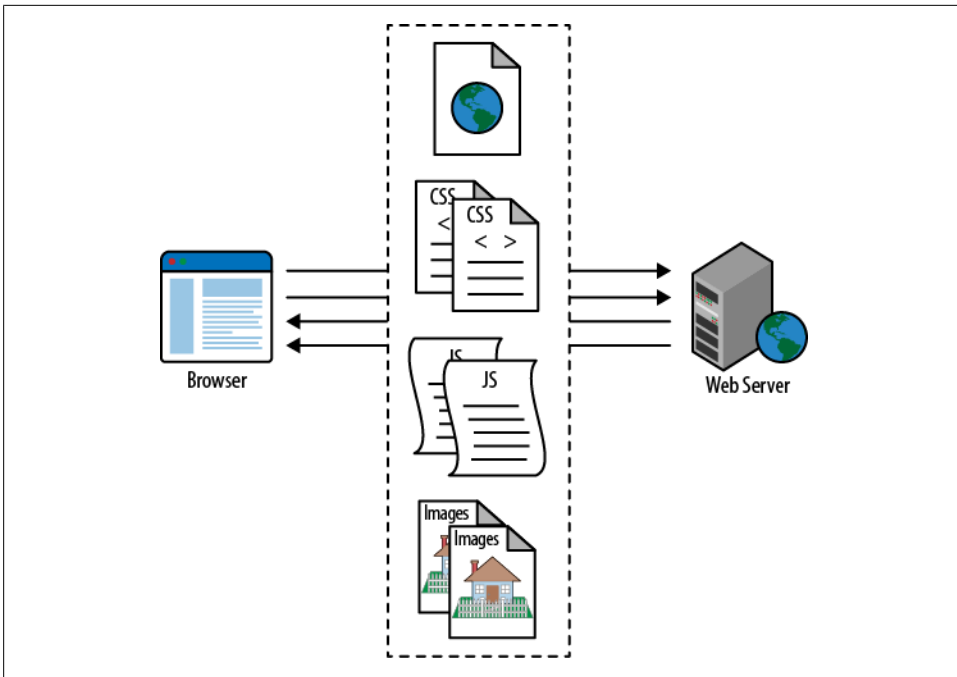 CSS
<
CSS
< >
Browser
Web Server
JS
JS
Images
Images